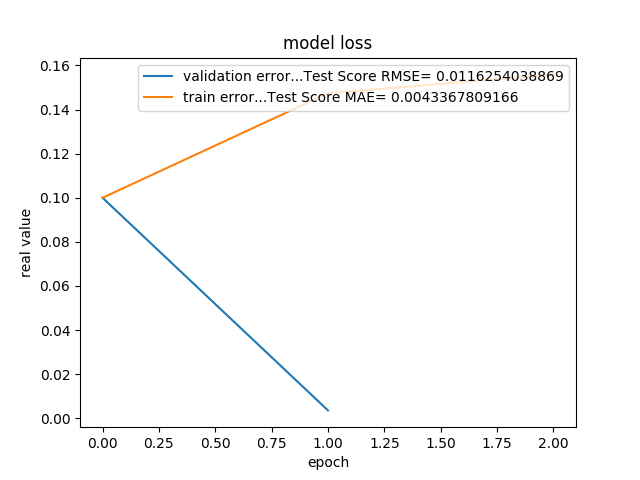 model loss
validation error...Test Score RMSE= 0.0116254038869
train error...Test Score MAE= 0.0043367809166
0.16
0.14
0.12
0.10
0.08
0.06
0.04
0.02
0.00
real value
0.00 0.25 0.50 0.75 1.00 1.25 1.50 1.75 2.00
epoch